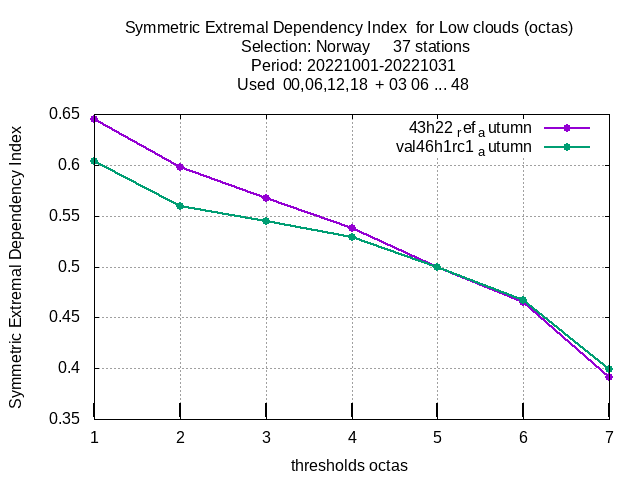 Symmetric Extremal Dependency Index for Low clouds (octas)
Selection: Norway 37 stations
Period: 20221001-20221031
Used 00,06,12,18 + 03 06 ... 48
43h22 ref a utumn
val46h1rc1 a utumn
Symmetric Extremal Dependency Index
0.65
0.6
0.55
0.5
0.45
0.4
0.35
1 2 3 4 5 6 7
thresholds octas